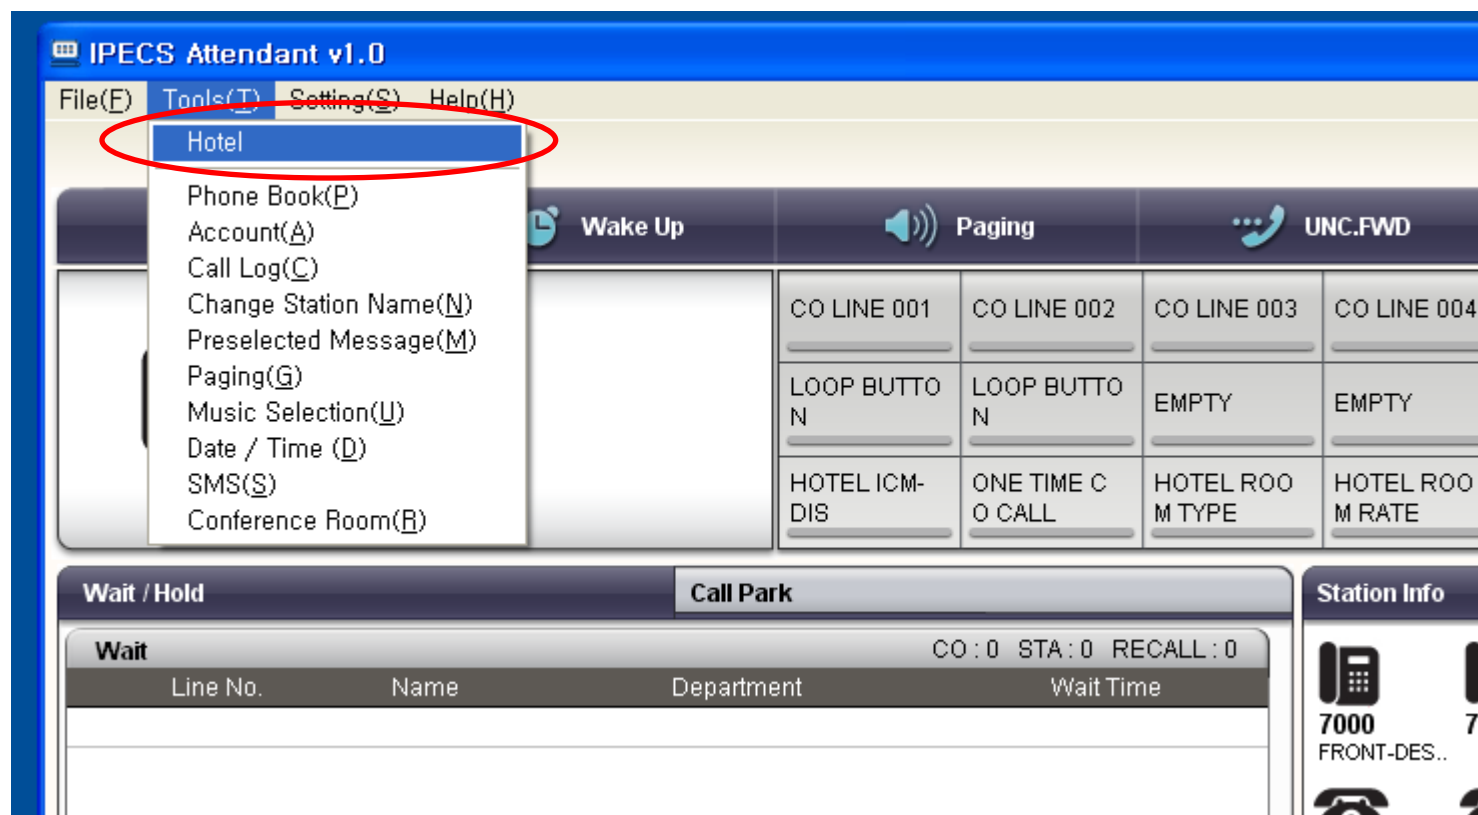 IPECS Attendant v1.0
File(F) Tools(T) Setting(S) Help(H)
Hotel
Phone Book(P)
Account(A)
Call Log(C)
Change Station Name(N)
Preselected Message(M)
Paging(G)
Music Selection(U)
Date / Time (D)
SMS(S)
Conference Room(R)
Wake Up
Paging
UNC.FWD
CO LINE 001
CO LINE 002
CO LINE 003
CO LINE 004
LOOP BUTTO
N
LOOP BUTTO
N
EMPTY
EMPTY
HOTEL ICM-
DIS
ONE TIME C
O CALL
HOTEL ROO
M TYPE
HOTEL ROO
M RATE
Wait / Hold
Call Park
Station Info
Wait
CO : 0 STA : 0 RECALL : 0
Line No. Name Department Wait Time
7000
7
FRONT-DES..